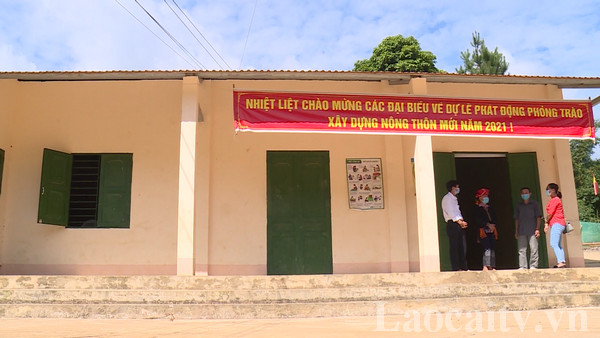 NHIỆT LIỆT CHÀO MỪNG CÁC ĐẠI BIỂU VỀ DỰ LỄ PHÁT ĐỘNG PHONG TRÀO
XÂY DỰNG NÔNG THÔN MỚI NĂM 2021 !
Laocaitv.vn